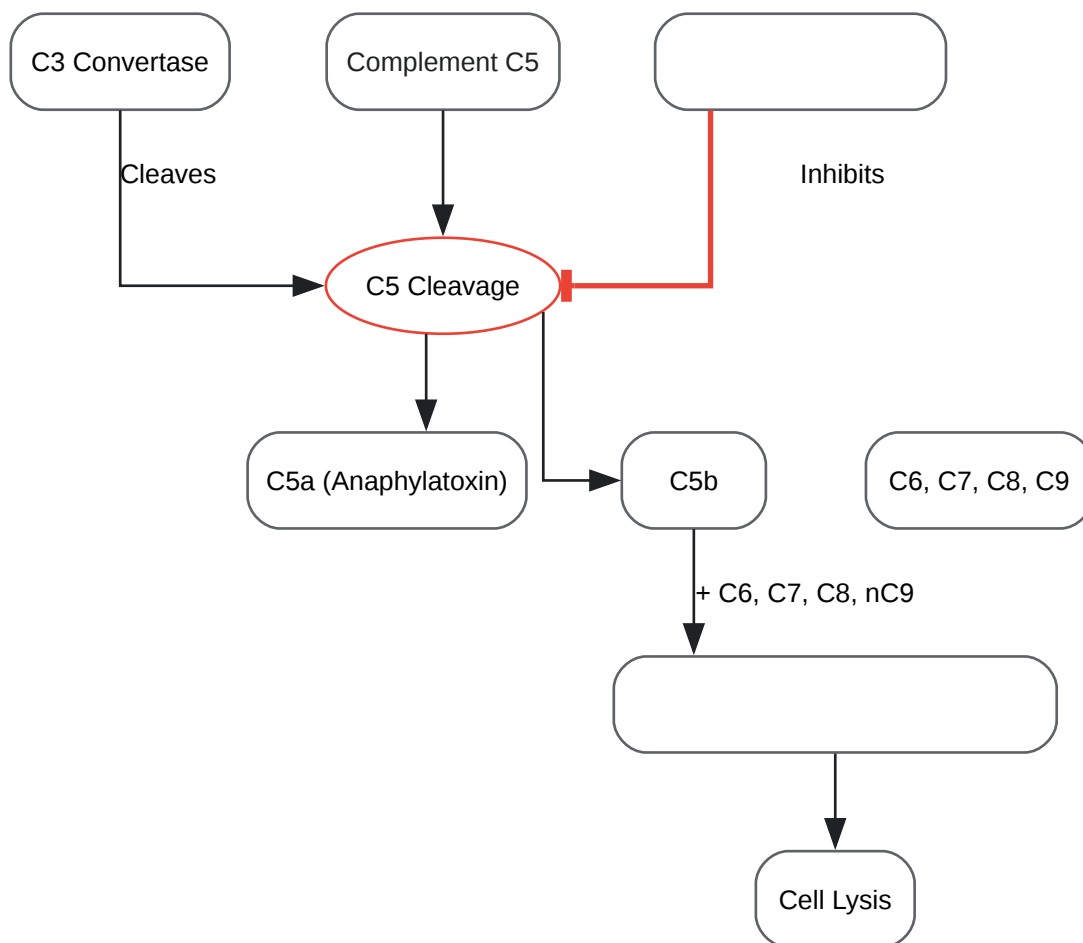 C3 Convertase
Complement C5
Cleaves
Inhibits
C5 Cleavage
C5a (Anaphylatoxin)
C5b
C6, C7, C8, C9
+ C6, C7, C8, nC9
Cell Lysis